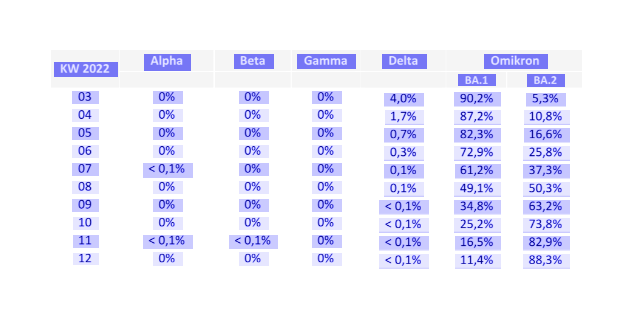 KW 2022 Alpha Beta Gamma Delta Omikron
BA.1 BA.2
03 0% 0% 0% 4,0% 90,2% 5,3%
04 0% 0% 0% 1,7% 87,2% 10,8%
05 0% 0% 0% 0,7% 82,3% 16,6%
06 0% 0% 0% 0,3% 72,9% 25,8%
07 < 0,1% 0% 0% 0,1% 61,2% 37,3%
08 0% 0% 0% 0,1% 49,1% 50,3%
09 0% 0% 0% < 0,1% 34,8% 63,2%
10 0% 0% 0% < 0,1% 25,2% 73,8%
11 < 0,1% < 0,1% 0% < 0,1% 16,5% 82,9%
12 0% 0% 0% < 0,1% 11,4% 88,3%